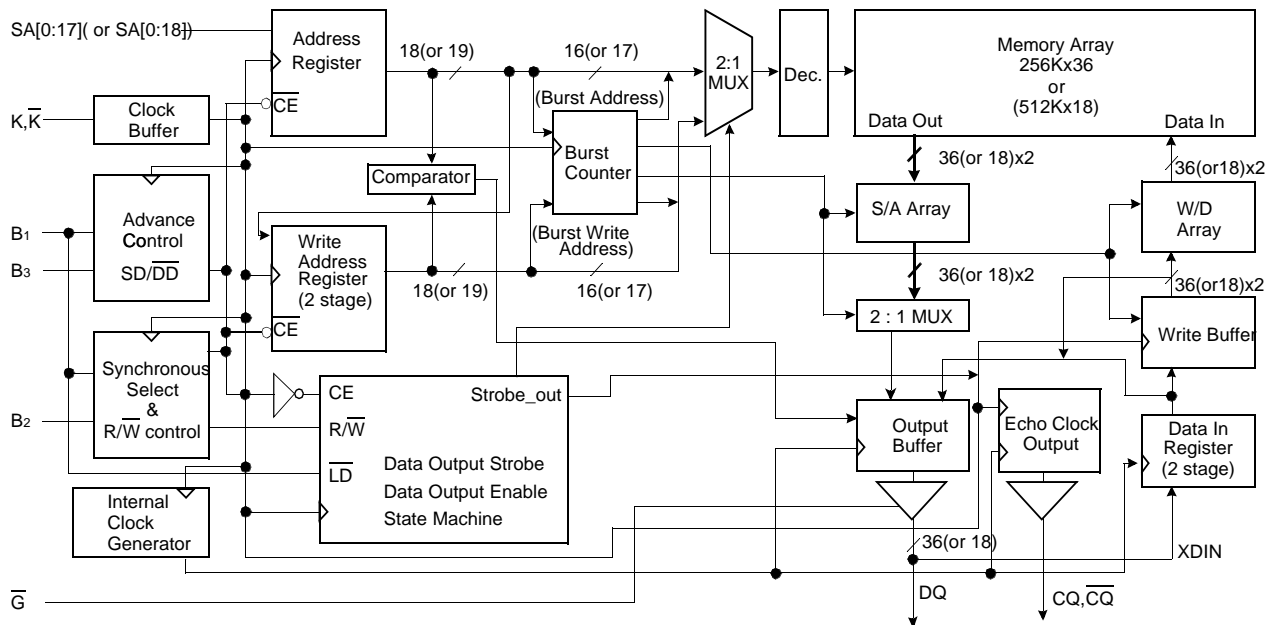 SA[0:17]( or SA[0:18])
Address
Register
CE
18(or 19)
16(or 17)
2:1
MUX
Dec.
Memory Array
256Kx36
or
(512Kx18)
Data Out
Data In
K,K
Clock
Buffer
(Burst Address)
Burst
Counter
Comparator
36(or 18)x2
36(or18)x2
S/A Array
W/D
Array
B1
B3
Advance
Control
SD/DD
Write
Address
Register
(2 stage)
CE
(Burst Write
Address)
18(or 19)
16(or 17)
36(or 18)x2
36(or18)x2
2 : 1 MUX
Write Buffer
B2
Synchronous
Select
&
R/W control
CE
R/W
LD
Strobe_out
Data Output Strobe
Data Output Enable
State Machine
Output
Buffer
Echo Clock
Output
Data In
Register
(2 stage)
Internal
Clock
Generator
36(or 18)
XDIN
G
DQ
CQ,CQ